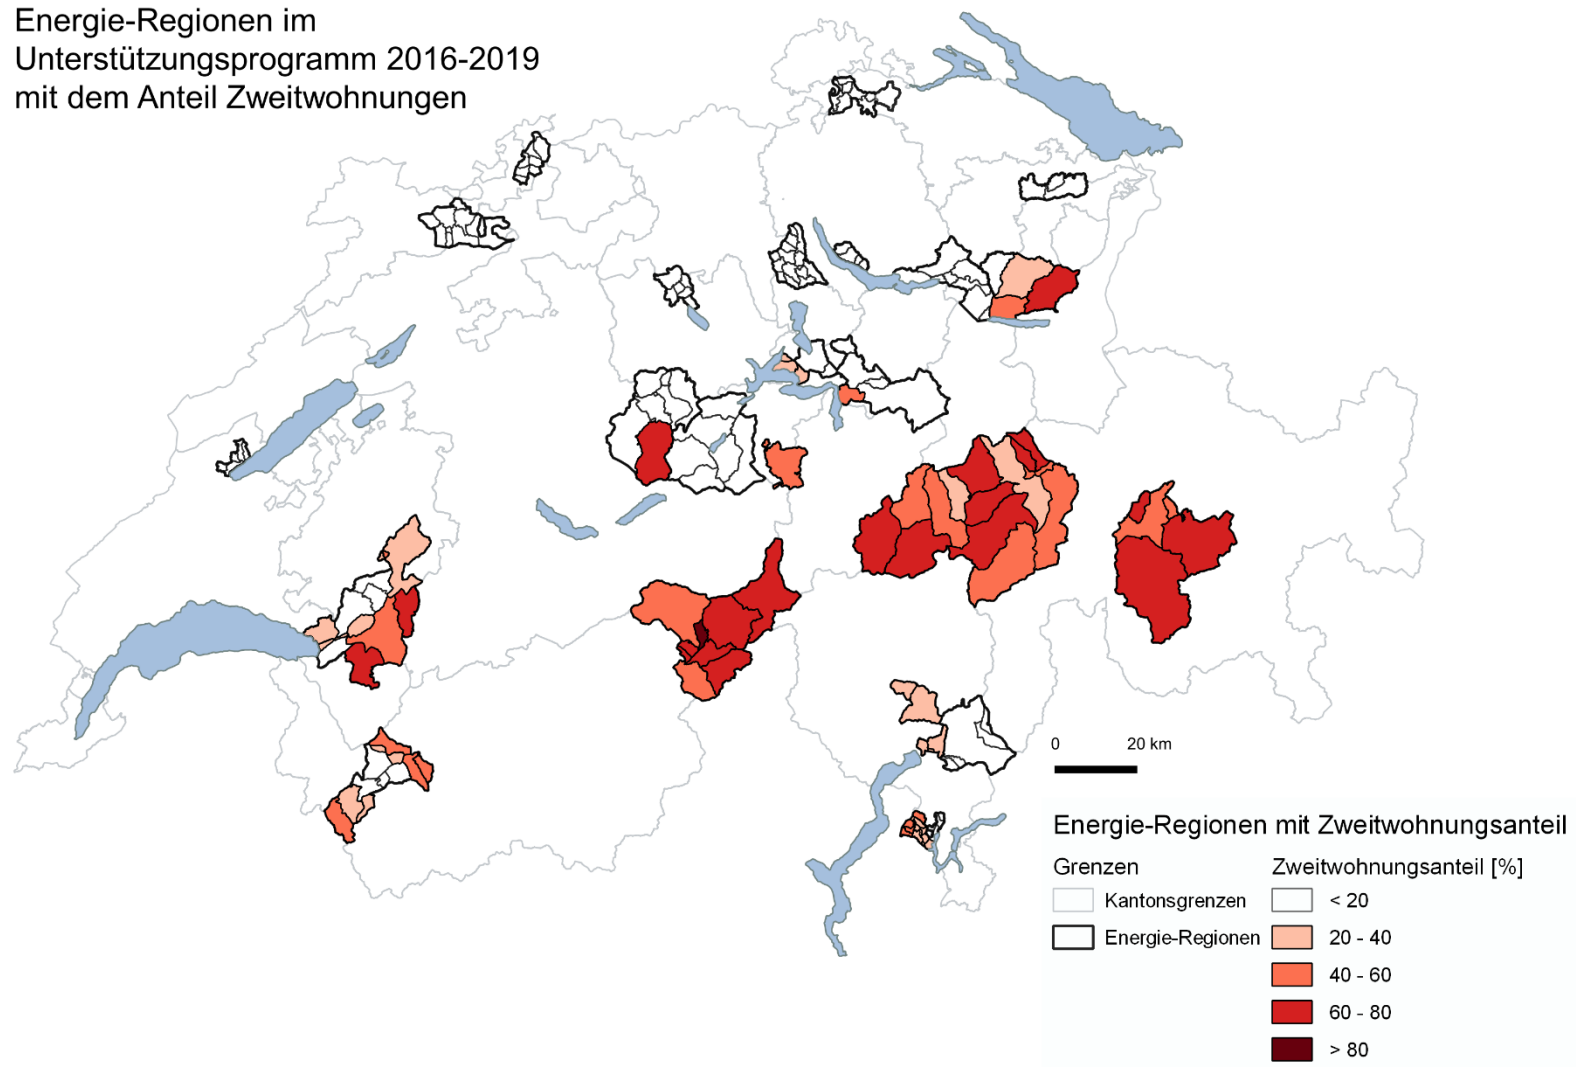 Energie-Regionen im
Unterstützungsprogramm 2016-2019
mit dem Anteil Zweitwohnungen
0 20 km
Energie-Regionen mit Zweitwohnungsanteil
Grenzen
Kantonsgrenzen
Energie-Regionen
Zweitwohnungsanteil [%]
< 20
20 - 40
40 - 60
60 - 80
> 80